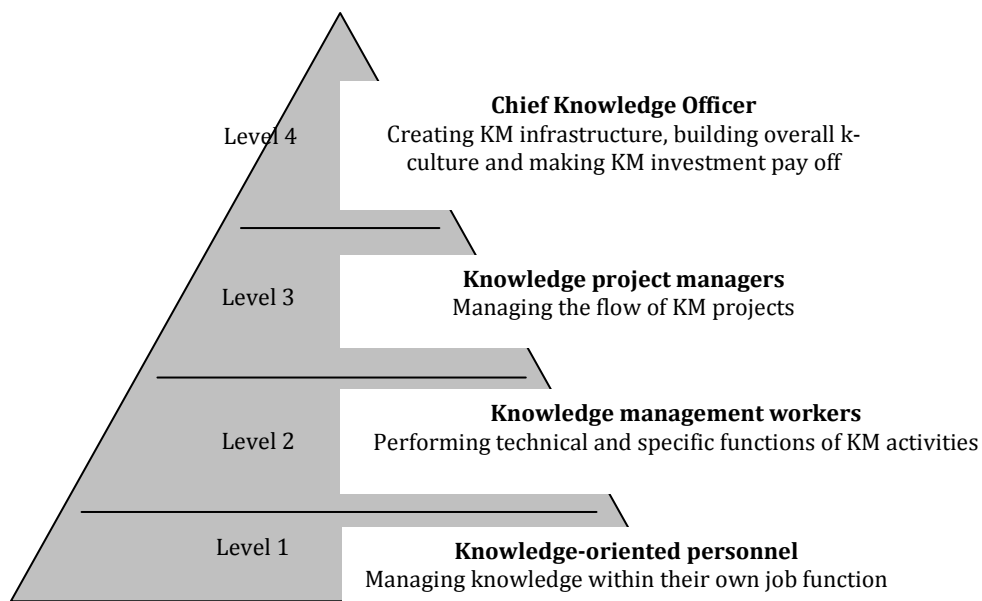 Level 4
Chief Knowledge Officer
Creating KM infrastructure, building overall k-
culture and making KM investment pay off
Level 3
Knowledge project managers
Managing the flow of KM projects
Level 2
Knowledge management workers
Performing technical and specific functions of KM activities
Level 1
Knowledge-oriented personnel
Managing knowledge within their own job function